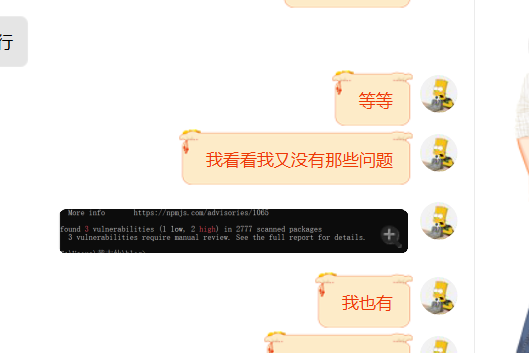 行
等等
我看看我又没有那些问题
More info https://npmjs.com/advisories/1065
found 3 vulnerabilities (1 low, 2 high) in 2777 scanned packages
3 vulnerabilities require manual review. See the full report for details.
我也有